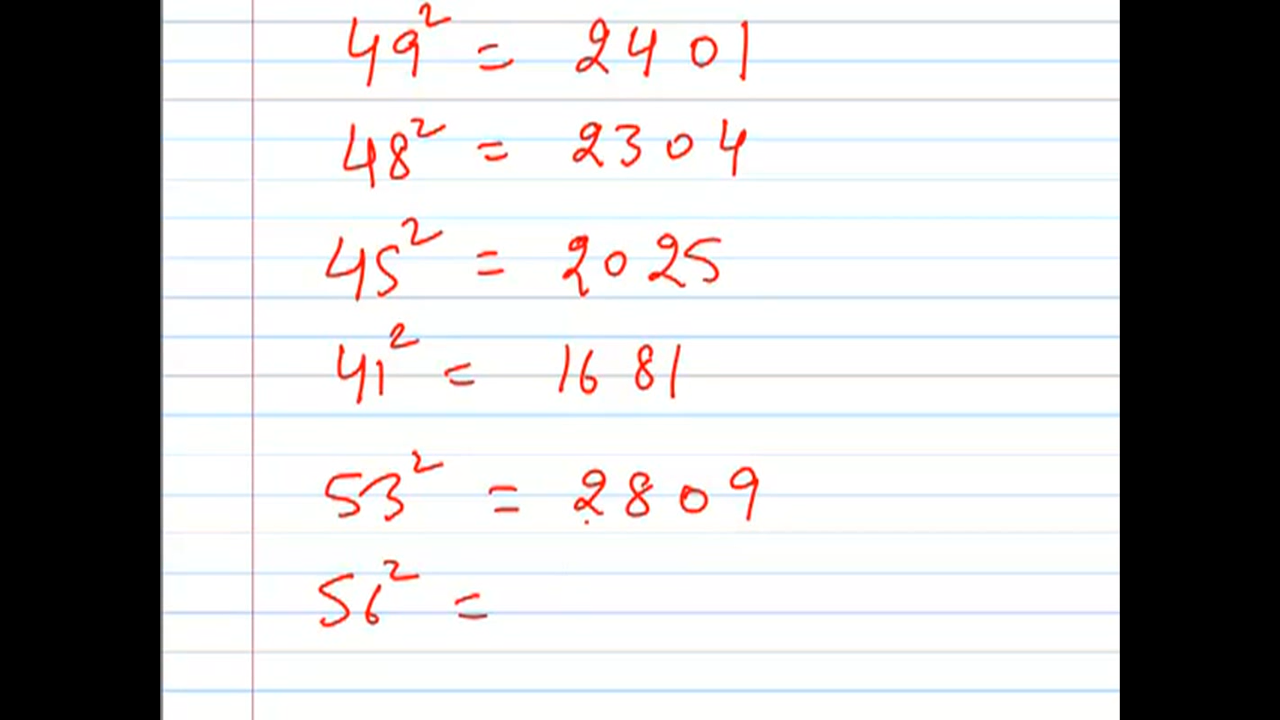 49² = 2401
48² = 2304
45² = 2025
41² = 1681
53² = 2809
56² =